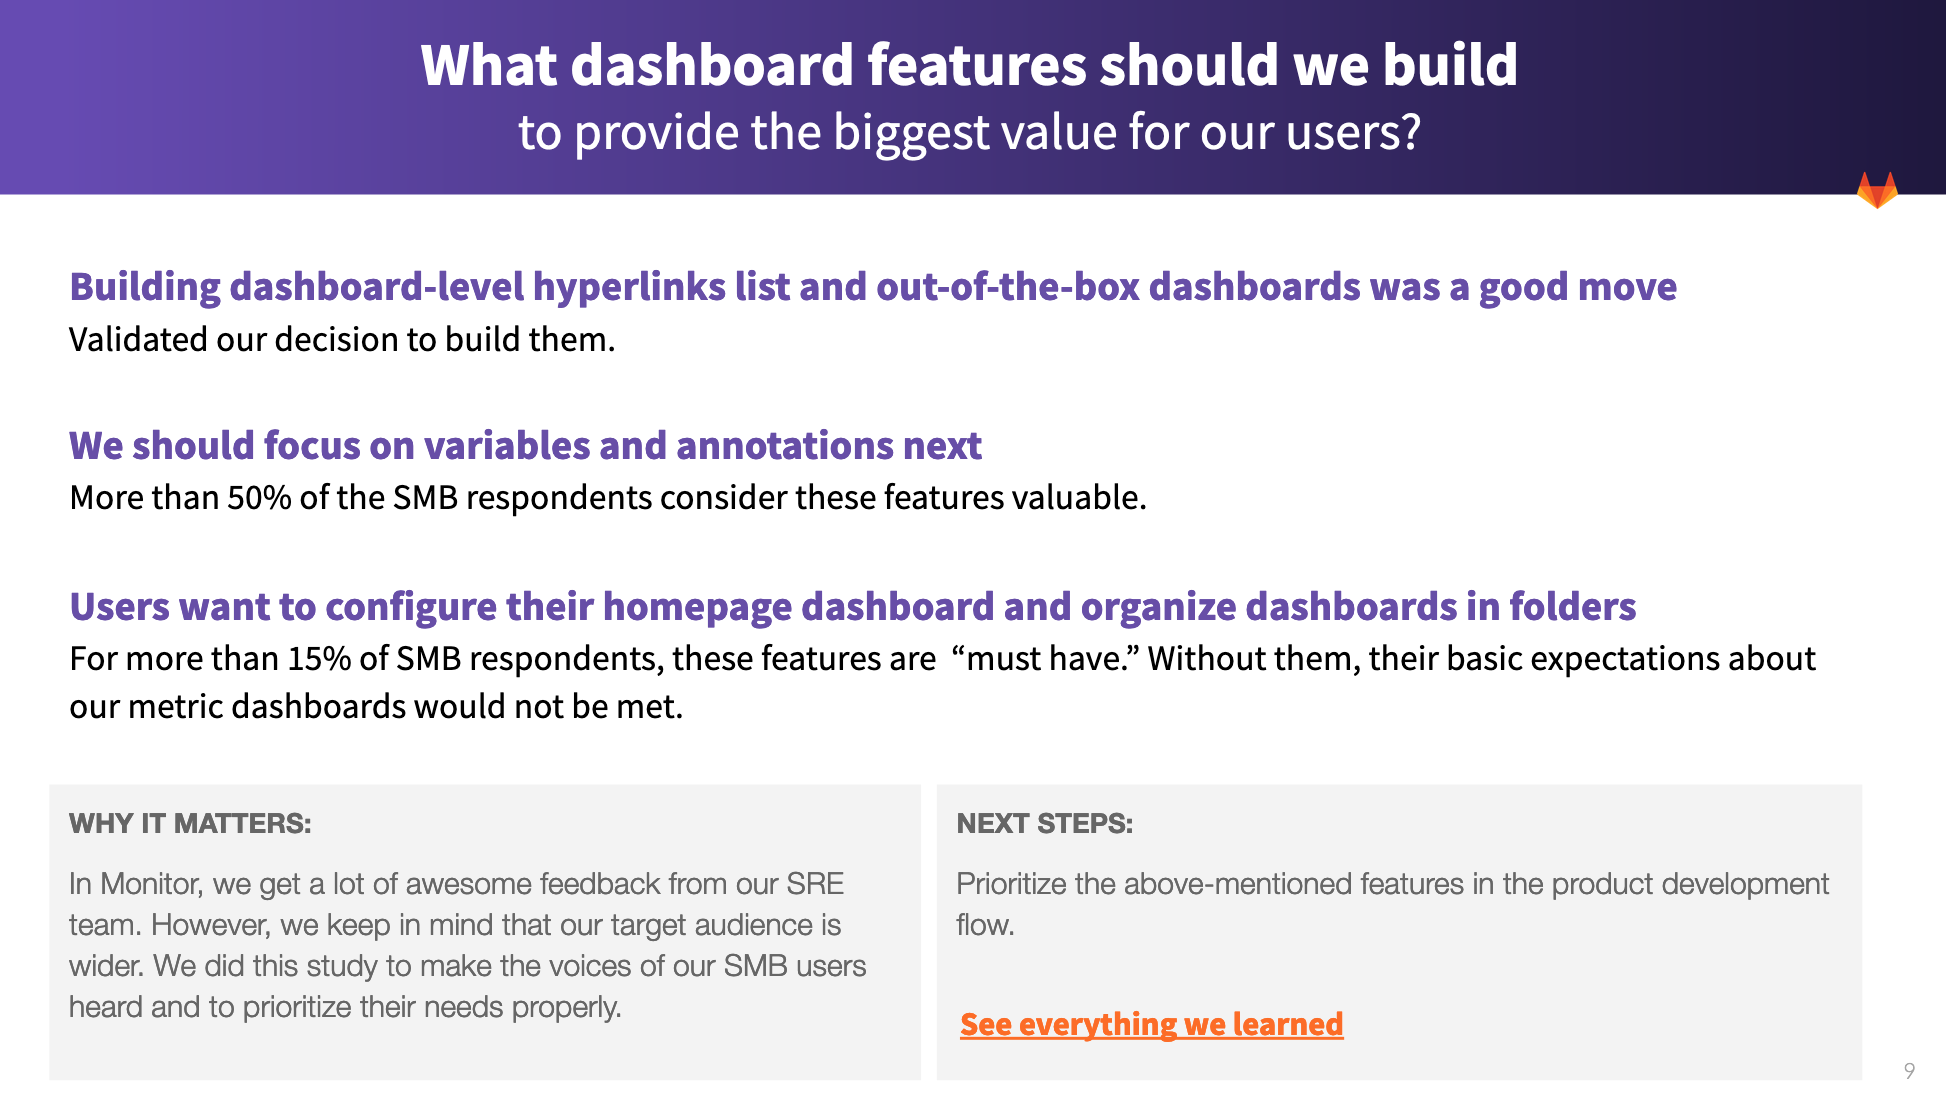 What dashboard features should we build
to provide the biggest value for our users?
Building dashboard-level hyperlinks list and out-of-the-box dashboards was a good move
Validated our decision to build them.
We should focus on variables and annotations next
More than 50% of the SMB respondents consider these features valuable.
Users want to configure their homepage dashboard and organize dashboards in folders
For more than 15% of SMB respondents, these features are “must have.” Without them, their basic expectations about
our metric dashboards would not be met.
WHY IT MATTERS:
In Monitor, we get a lot of awesome feedback from our SRE
team. However, we keep in mind that our target audience is
wider. We did this study to make the voices of our SMB users
heard and to prioritize their needs properly.
NEXT STEPS:
Prioritize the above-mentioned features in the product development
flow.
See everything we learned
9